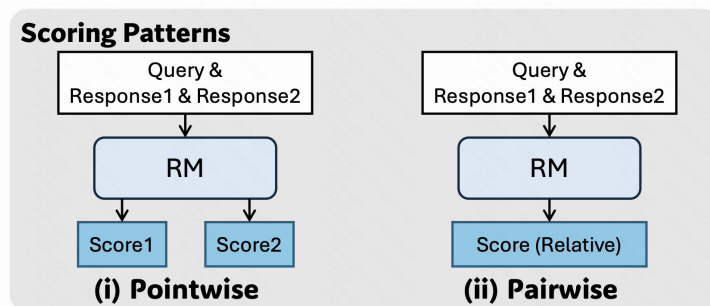 Scoring Patterns
Query &
Response1 & Response2
RM
Score1
Score2
(i) Pointwise
Query &
Response1 & Response2
RM
Score (Relative)
(ii) Pairwise